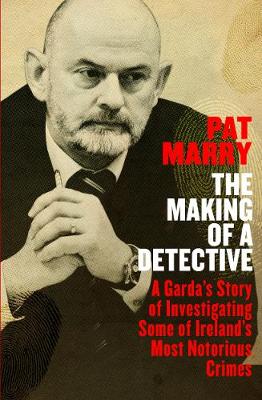 PAT
MARRY
THE
MAKING
OF A
DETECTIVE
A Garda's Story
of Investigating
Some of Ireland's
Most Notorious
Crimes